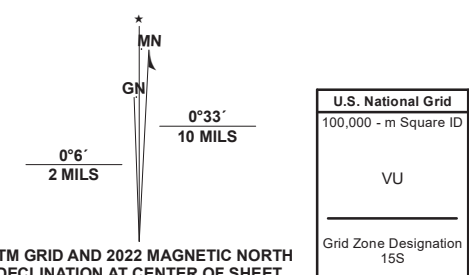 MN
GN
0°33´
10 MILS
0°6´
2 MILS
TM GRID AND 2022 MAGNETIC NORTH
DECLINATION AT CENTER OF SHEET
U.S. National Grid
100,000 - m Square ID
VU
Grid Zone Designation
15S